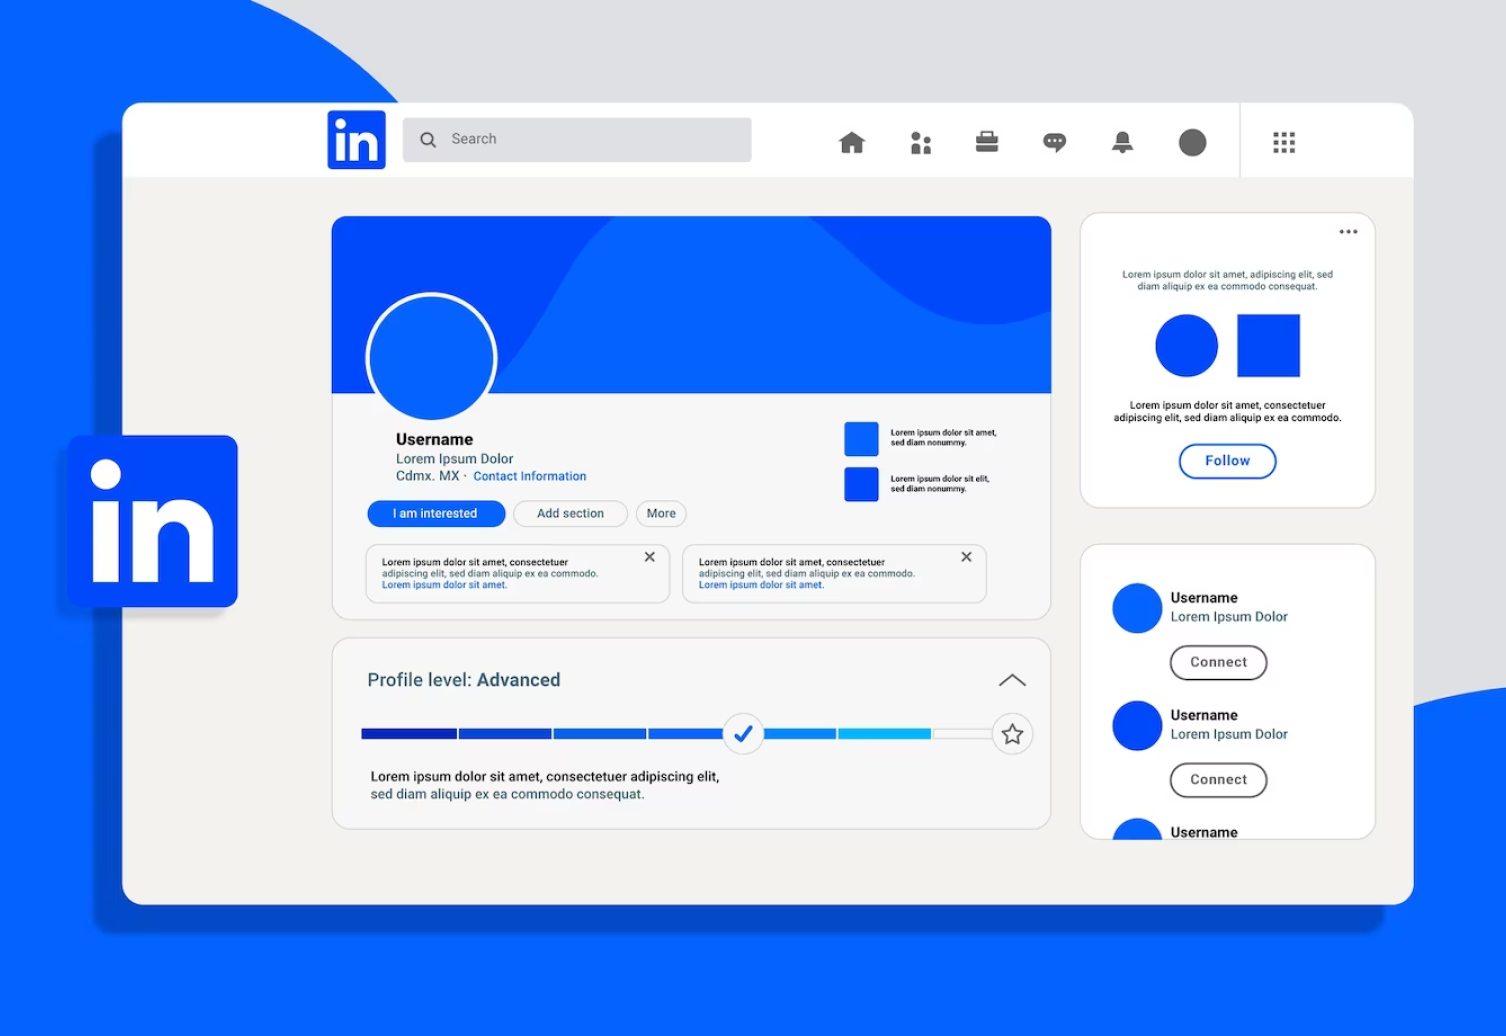 in
Search
Username
Lorem Ipsum Dolor
Cdmx. MX · Contact Information
I am interested
Add section
More
Lorem ipsum dolor sit amet,
sed diam nonummy.
Lorem ipsum dolor sit elit,
sed diam nonummy.
Lorem ipsum dolor sit amet, consectetuer
adipiscing elit, sed diam aliquip ex ea commodo.
Lorem ipsum dolor sit amet.
Lorem ipsum dolor sit amet, consectetuer
adipiscing elit, sed diam aliquip ex ea commodo.
Lorem ipsum dolor sit amet.
Profile level: Advanced
Lorem ipsum dolor sit amet, consectetuer adipiscing elit,
sed diam aliquip ex ea commodo consequat.
Lorem ipsum dolor sit amet, adipiscing elit, sed
diam aliquip ex ea commodo consequat.
Lorem ipsum dolor sit amet, consectetuer
adipiscing elit, sed diam aliquip ex ea commodo.
Follow
Username
Lorem Ipsum Dolor
Connect
Username
Lorem Ipsum Dolor
Connect
Username
in